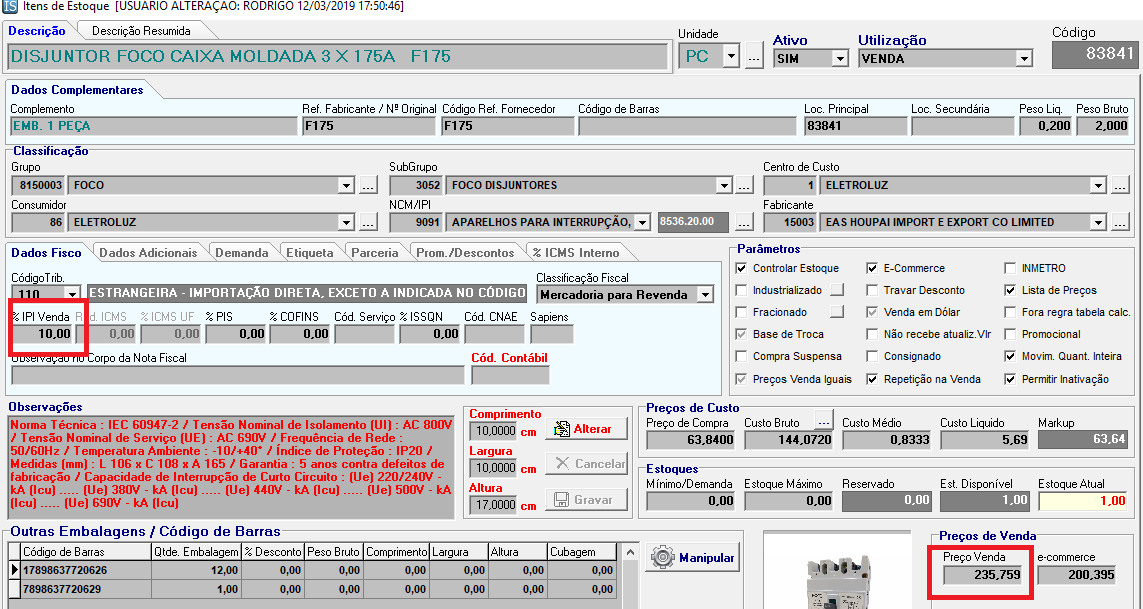 IS Itens de Estoque [USUARIO ALTERAÇAO: RODRIGO 12/03/2019 17:50:46]
Descrição Descrição Resumida
Unidade Ativo Utilização Código
DISJUNTOR FOCO CAIXA MOLDADA 3 X 175A F175
PC ... SIM VENDA 83841
Dados Complementares
Complemento Ref. Fabricante / Nº Original Código Ref. Fornecedor Código de Barras Loc. Principal Loc. Secundária Peso Liq. Peso Bruto
EMB. 1 PEÇA F175 F175 83841 0,200 2,000
Classificação
Grupo SubGrupo Centro de Custo
8150003 FOCO ... 3052 FOCO DISJUNTORES ... 1 ELETROLUZ ...
Consumidor NCM/IPI Fabricante
86 ELETROLUZ ... 9091 APARELHOS PARA INTERRUPÇÃO, 8536.20.00 ... 15003 EAS HOUPAI IMPORT E EXPORT CO LIMITED ...
Dados Fisco Dados Adicionais Demanda Etiqueta Parceria Prom./Descontos % ICMS Interno
CódigoTrib. Classificação Fiscal
110 ESTRANGEIRA - IMPORTAÇÃO DIRETA, EXCETO A INDICADA NO CÓDIGO Mercadoria para Revenda
% IPI Venda ICMS % ICMS UF % PIS % COFINS Cód. Serviço % ISSQN Cód. CNAE Sapiens
10,00 0,00 0,00 0,00 0,00 0,00
Observação no Corpo da Nota Fiscal Cód. Contábil
Parâmetros
Controlar Estoque E-Commerce INMETRO
Industrializado Travar Desconto Lista de Preços
Fracionado Venda em Dólar Fora regra tabela calc.
Base de Troca Não recebe atualiz.Vlr Promocional
Compra Suspensa Consignado Movim. Quant. Inteira
Preços Venda Iguais Repetição na Venda Permitir Inativação
Observações
Norma Técnica : IEC 60947-2 / Tensão Nominal de Isolamento (UI) : AC 800V
/ Tensão Nominal de Serviço (UE) : AC 690V / Frequência de Rede :
50/60Hz / Temperatura Ambiente : -10/+40° / Índice de Proteção : IP20 /
Medidas (mm) : L 106 x C 108 x A 165 / Garantia : 5 anos contra defeitos de
fabricação / Capacidade de Interrupção de Curto Circuito : (Ue) 220/240V -
kA (Icu) ..... (Ue) 380V - kA (Icu) ..... (Ue) 440V - kA (Icu) ..... (Ue) 500V - kA
(Icu) ..... (Ue) 690V - kA (Icu)
Comprimento
10,0000 cm Alterar
Largura
10,0000 cm Cancelar
Altura
17,0000 cm Gravar
Preços de Custo
Preço de Compra Custo Bruto ... Custo Médio Custo Liquido Markup
63,8400 144,0720 0,8333 5,69 63,64
Estoques
Mínimo/Demanda Estoque Máximo Reservado Est. Disponível Estoque Atual
0,00 0,00 0,00 1,00 1,00
Outras Embalagens / Código de Barras
Código de Barras Qtde. Embalagem % Desconto Peso Bruto Comprimento Largura Altura Cubagem
17898637720626 12,00 0,00 0,00 0,00 0,00 0,00 0,00
7898637720629 1,00 0,00 0,00 0,00 0,00 0,00 0,00
Manipular
Preços de Venda
Preço Venda e-commerce
235,759 200,395